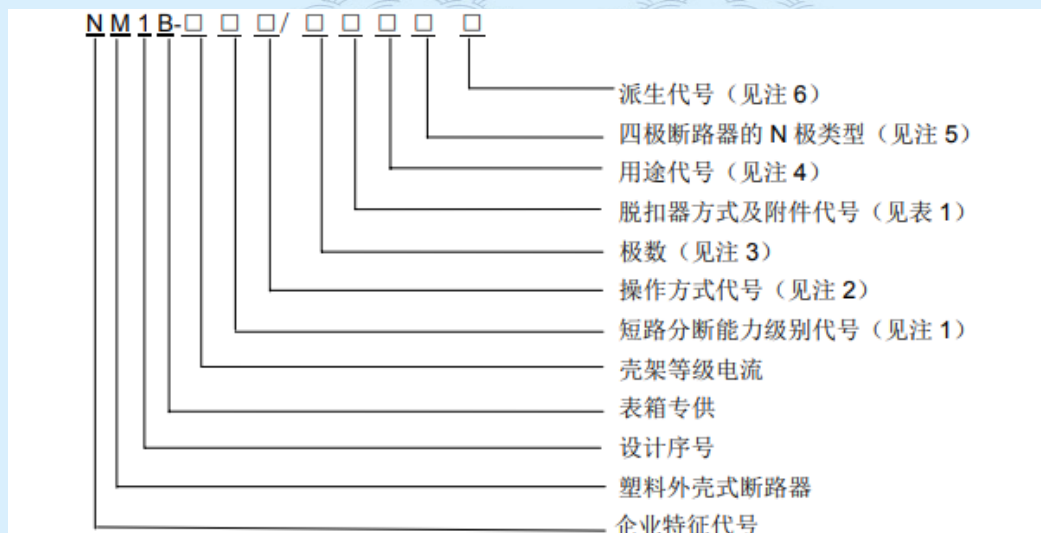 NM1B-□□□/□□□□ □
派生代号（见注 6）
四极断路器的 N 极类型（见注 5）
用途代号（见注 4）
脱扣器方式及附件代号（见表 1）
极数（见注 3）
操作方式代号（见注 2）
短路分断能力级别代号（见注 1）
壳架等级电流
表箱专供
设计序号
塑料外壳式断路器
企业特征代号